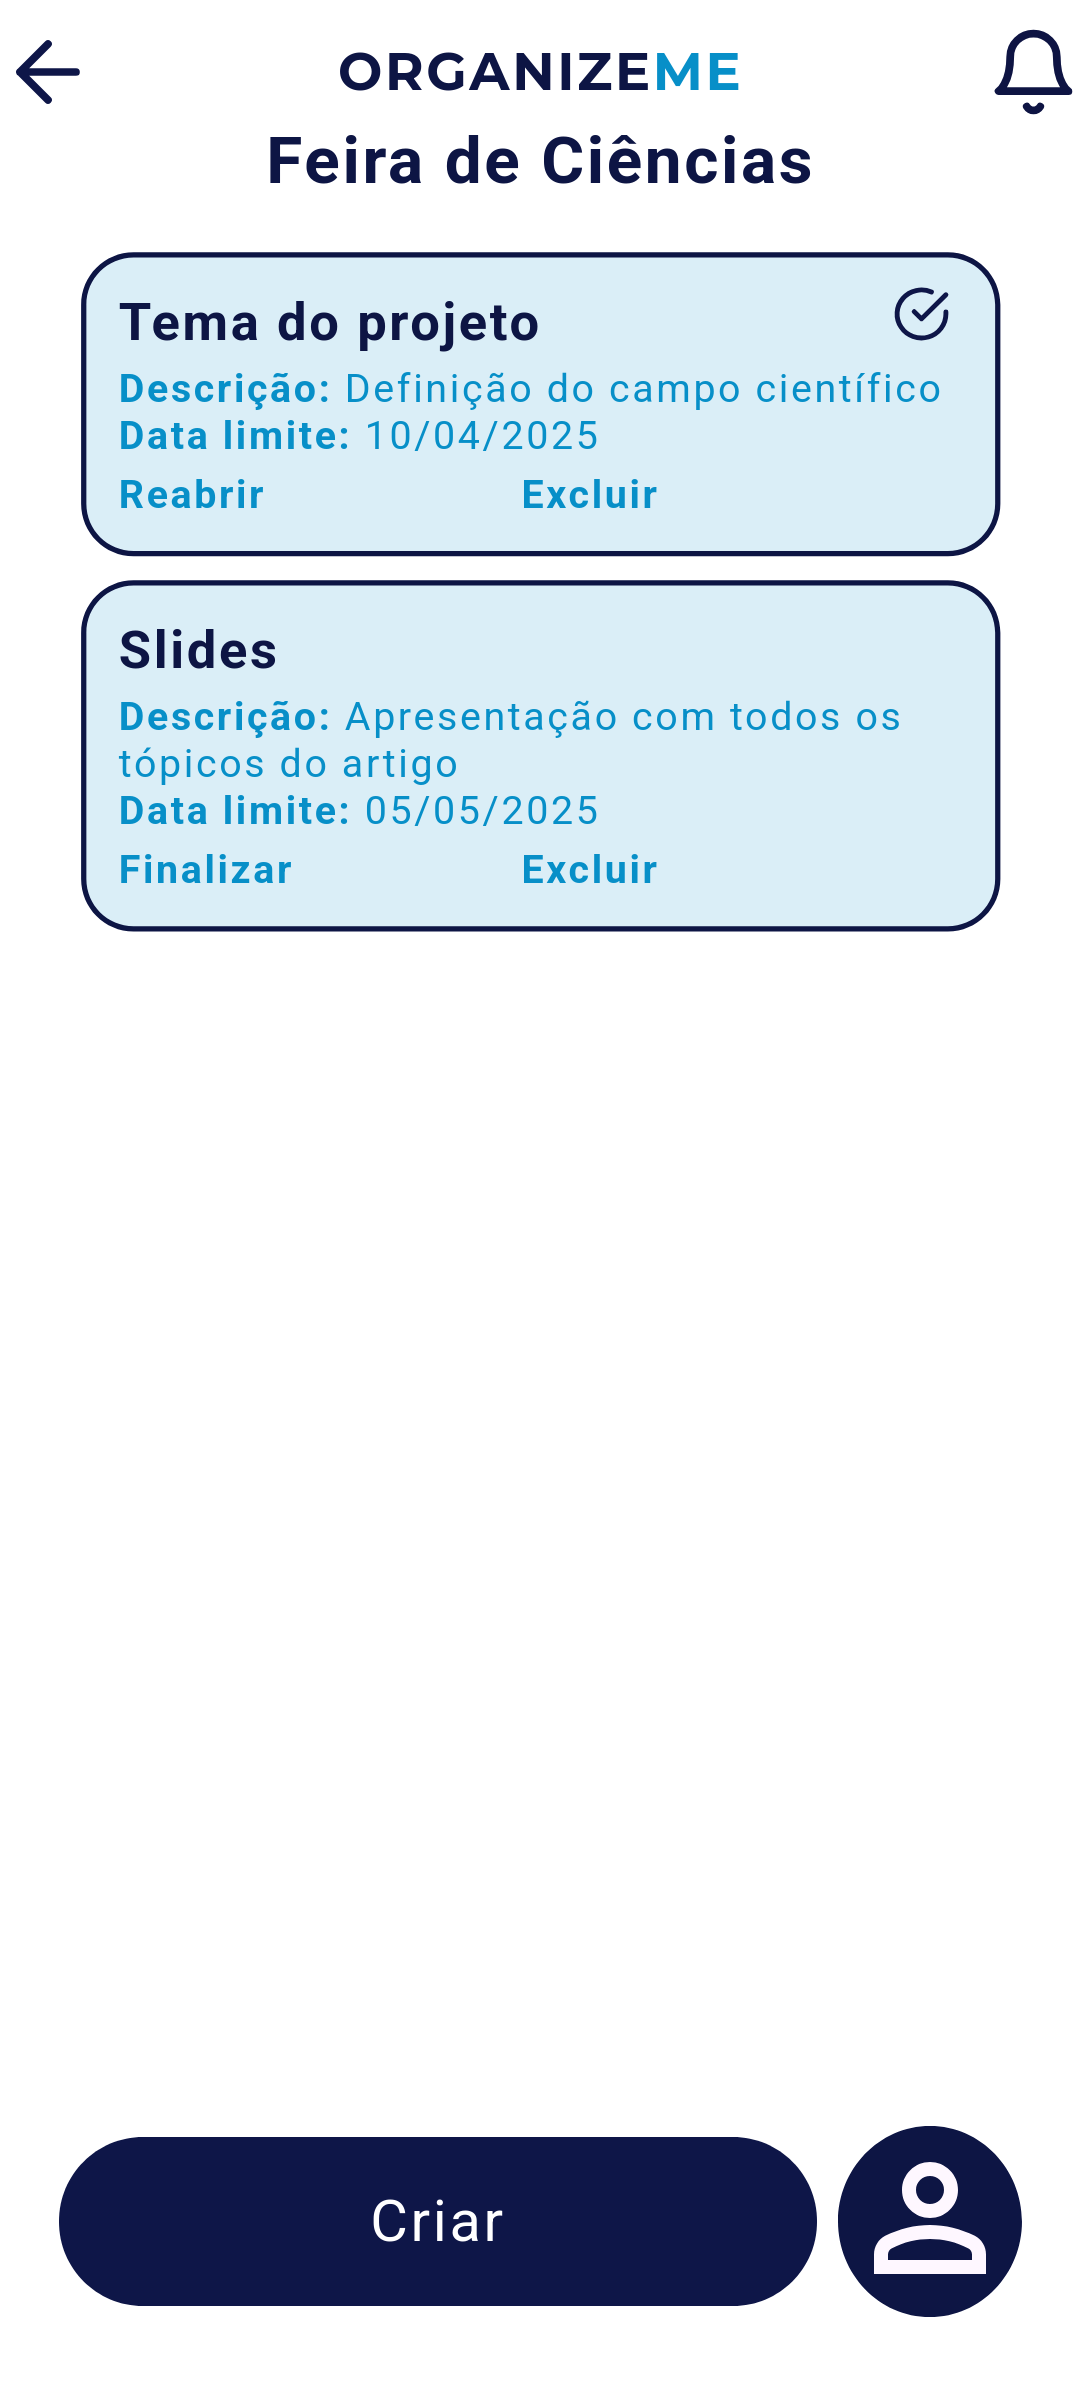 ORGANIZEME
Feira de Ciências
Tema do projeto
Descrição: Definição do campo científico
Data limite: 10/04/2025
Reabrir Excluir
Slides
Descrição: Apresentação com todos os
tópicos do artigo
Data limite: 05/05/2025
Finalizar Excluir
Criar